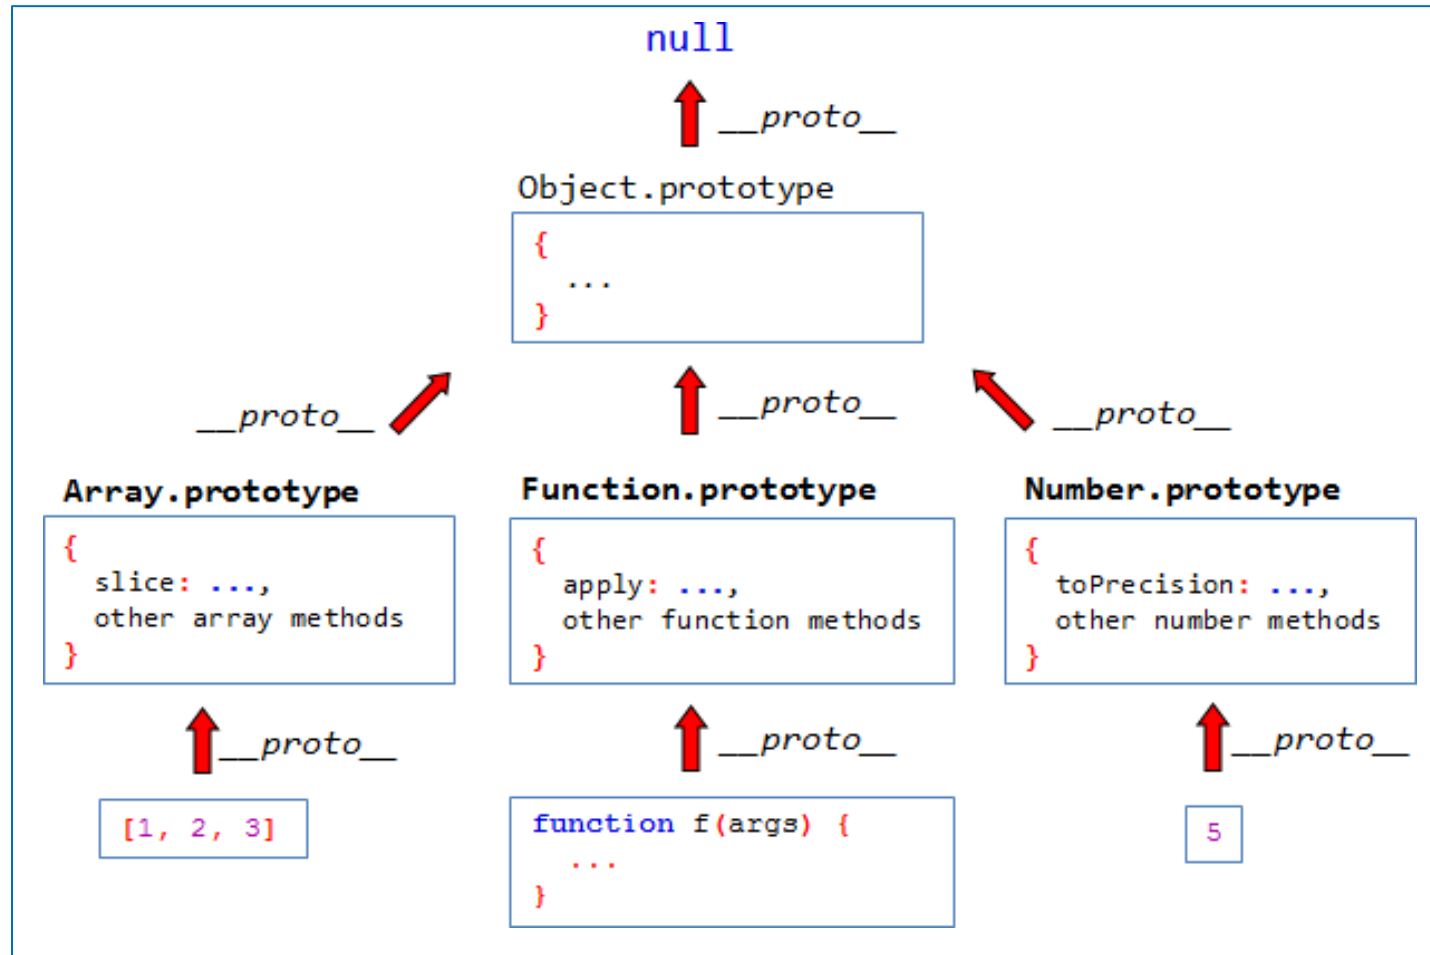 null
__proto__
Object.prototype
{
...
}
__proto__
__proto__
__proto__
Array.prototype
{
slice: ...,
other array methods
}
Function.prototype
{
apply: ...,
other function methods
}
Number.prototype
{
toPrecision: ...,
other number methods
}
__proto__
__proto__
__proto__
[1, 2, 3]
function f(args) {
...
}
5